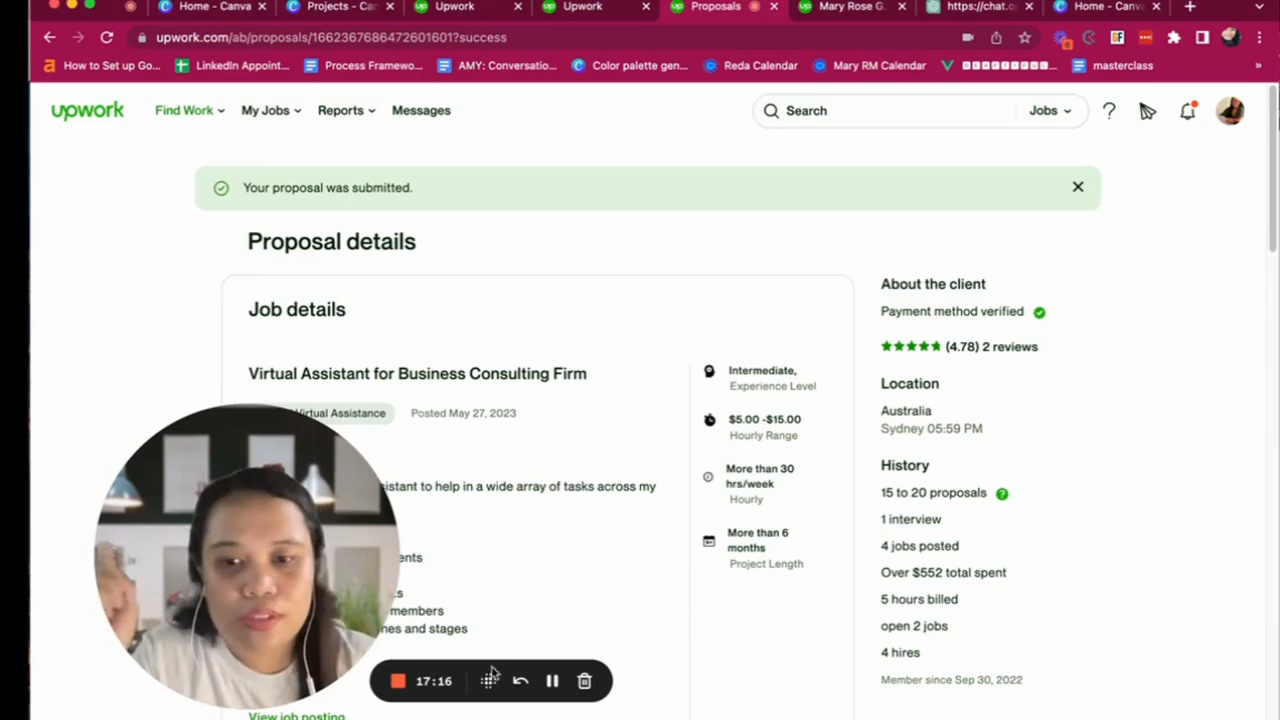 Home - Canva
Projects - Can
Upwork
Upwork
Proposals
Mary Rose G.
https://chat.o
Home - Canva
upwork.com/ab/proposals/1662367686472601601?success
How to Set up Go...
LinkedIn Appoint...
Process Framewo...
AMY: Conversatio...
Color palette gen...
Reda Calendar
Mary RM Calendar
masterclass
upwork
Find Work
My Jobs
Reports
Messages
Search
Jobs
Your proposal was submitted.
Proposal details
Job details
Virtual Assistant for Business Consulting Firm
Virtual Assistance
Posted May 27, 2023
istant to help in a wide array of tasks across my
ents
members
nes and stages
View job posting
Intermediate,
Experience Level
$5.00 -$15.00
Hourly Range
More than 30
hrs/week
Hourly
More than 6
months
Project Length
About the client
Payment method verified
(4.78) 2 reviews
Location
Australia
Sydney 05:59 PM
History
15 to 20 proposals
1 interview
4 jobs posted
Over $552 total spent
5 hours billed
open 2 jobs
4 hires
Member since Sep 30, 2022
17:16